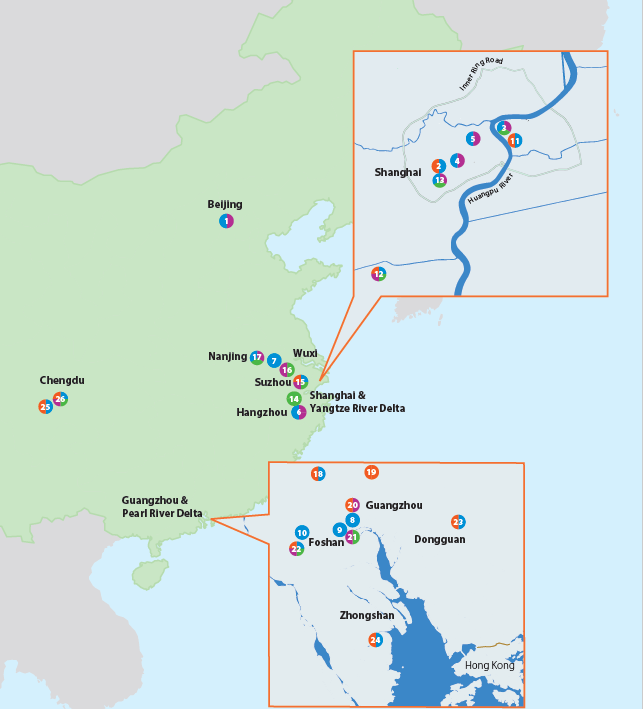 Inner Ring Road
3
5
11
4
2
Shanghai
13
Huangpu River
12
Beijing
1
Nanjing
17
7
Wuxi
16
Suzhou
15
Chengdu
26
25
14
Shanghai &
Yangtze River Delta
Hangzhou
6
18
19
Guangzhou &
Pearl River Delta
20
Guangzhou
8
23
10
9
Foshan
21
Dongguan
22
Zhongshan
24
Hong Kong